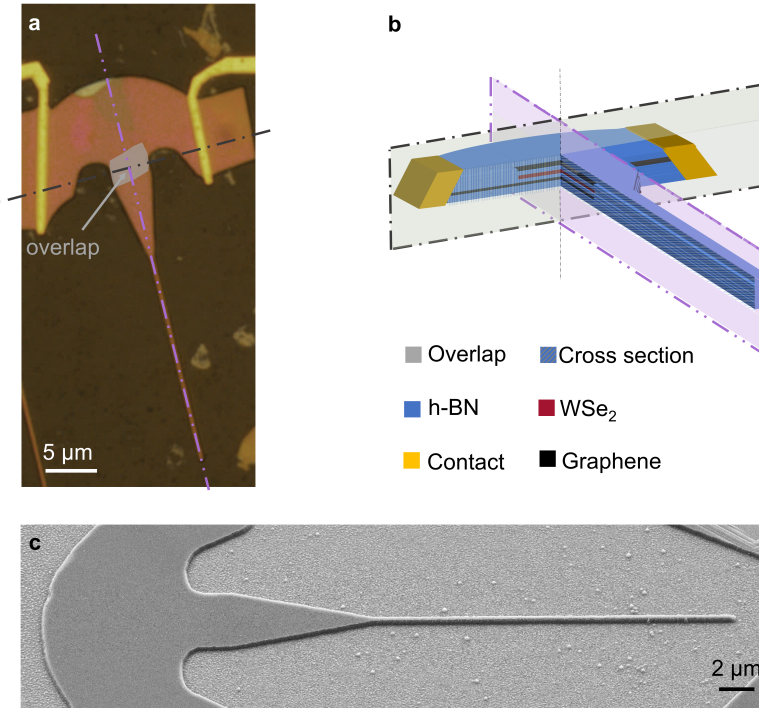 a
overlap
5 µm
b
Overlap
Cross section
h-BN
WSe₂
Contact
Graphene
c
2 µm